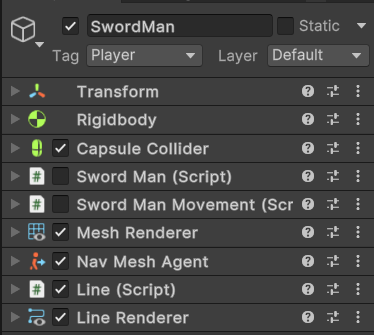 SwordMan Static
Tag Player Layer Default
Transform
Rigidbody
Capsule Collider
Sword Man (Script)
Sword Man Movement (Scr
Mesh Renderer
Nav Mesh Agent
Line (Script)
Line Renderer